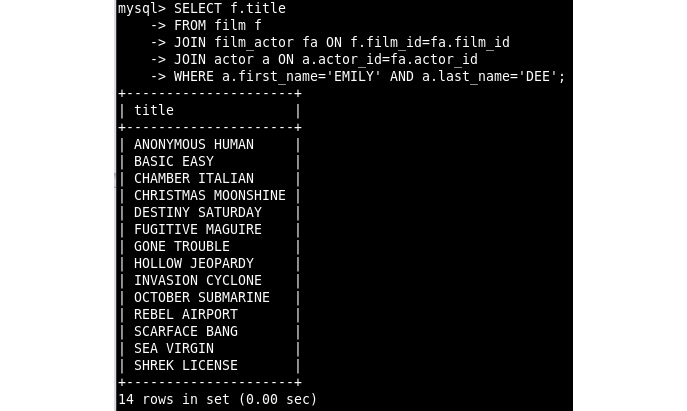 mysql> SELECT f.title
    -> FROM film f
    -> JOIN film_actor fa ON f.film_id=fa.film_id
    -> JOIN actor a ON a.actor_id=fa.actor_id
    -> WHERE a.first_name='EMILY' AND a.last_name='DEE';
+---------------------+
| title               |
+---------------------+
| ANONYMOUS HUMAN     |
| BASIC EASY          |
| CHAMBER ITALIAN     |
| CHRISTMAS MOONSHINE |
| DESTINY SATURDAY    |
| FUGITIVE MAGUIRE    |
| GONE TROUBLE        |
| HOLLOW JEOPARDY     |
| INVASION CYCLONE    |
| OCTOBER SUBMARINE   |
| REBEL AIRPORT       |
| SCARFACE BANG       |
| SEA VIRGIN          |
| SHREK LICENSE       |
+---------------------+
14 rows in set (0.00 sec)